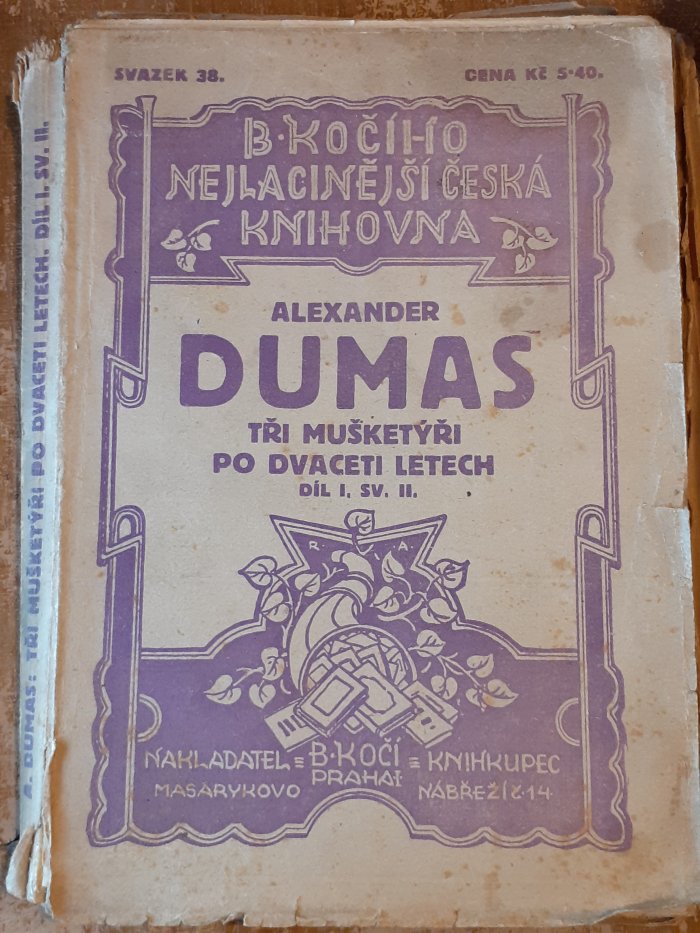 SVAZEK 38.
CENA KČ 5·40.
B·KOČÍHO
NEJLACINĚJŠÍ ČESKÁ
KNIHOVNA
ALEXANDER
DUMAS
TŘI MUŠKETÝŘI
PO DVACETI LETECH
DÍL I. SV. II.
R. A.
NAKLADATEL = B·KOČÍ = KNIHKUPEC
PRAHA I
MASARYKOVO NÁBŘEŽÍ Č·14·
A. DUMAS: TŘI MUŠKETÝŘI PO DVACETI LETECH. DÍL I. SV. II.